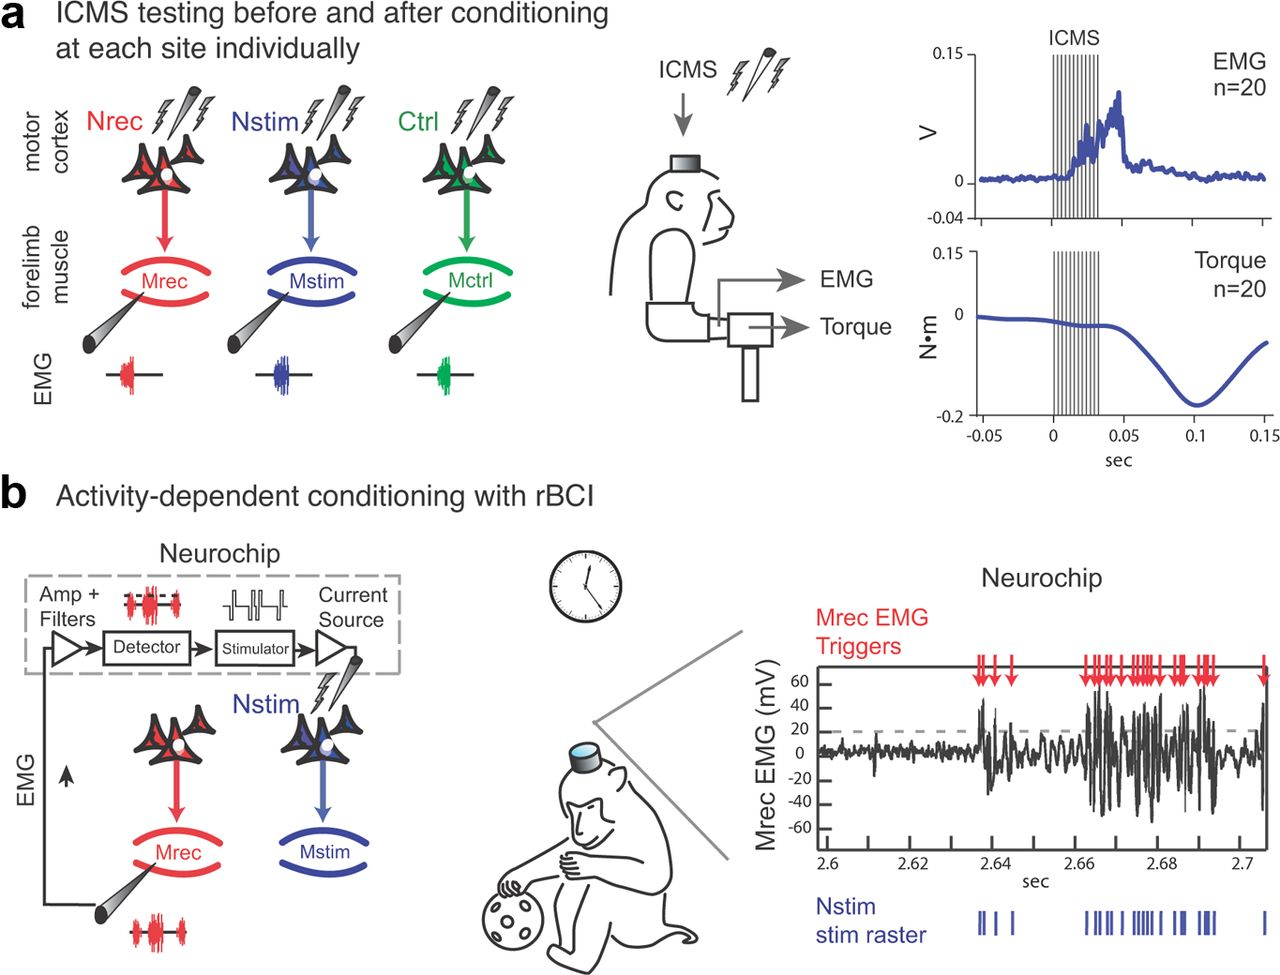 a
ICMS testing before and after conditioning
at each site individually
motor
cortex
Nrec
Nstim
Ctrl
forelimb
muscle
Mrec
Mstim
Mctrl
EMG
ICMS
EMG
Torque
ICMS
EMG
n=20
0.15
V
0
-0.04
Torque
n=20
0.15
0
N•m
-0.2
-0.05
0
0.05
0.1
0.15
sec
b
Activity-dependent conditioning with rBCI
Neurochip
Amp +
Filters
Current
Source
Detector
Stimulator
Nstim
EMG
Mrec
Mstim
Neurochip
Mrec EMG
Triggers
Mrec EMG (mV)
60
40
20
0
-20
-40
-60
2.6
2.62
2.64
2.66
2.68
2.7
sec
Nstim
stim raster